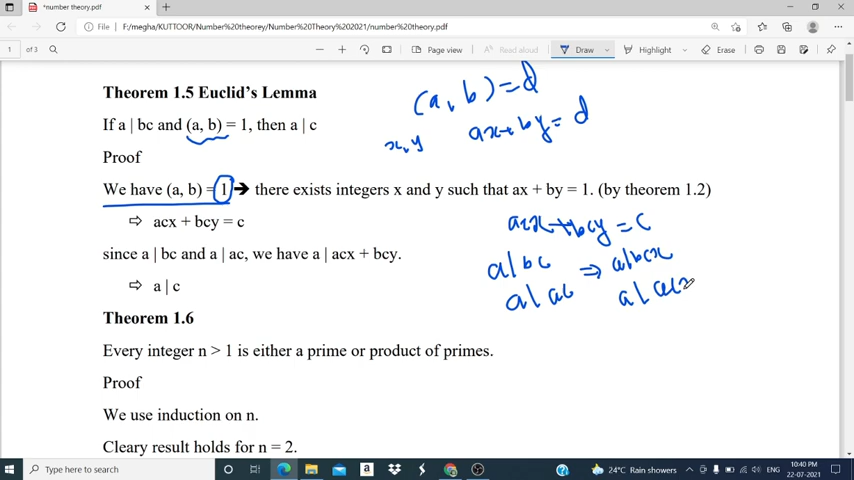 *number theory.pdf
File | F:/megha/KUTTOOR/Number%20theorey/Number%20Theory%202021/number%20theory.pdf
1 of 3
Page view
Read aloud
Draw
Highlight
Erase
Theorem 1.5 Euclid's Lemma
(a, b) = d
If a | bc and (a, b) = 1, then a | c
x, y
ax + by = d
Proof
We have (a, b) = 1 ➔ there exists integers x and y such that ax + by = 1. (by theorem 1.2)
⇨ acx + bcy = c
acx + bcy = c
since a | bc and a | ac, we have a | acx + bcy.
a | bc ⇒ a | bcx
⇨ a | c
a | ac a | acx
Theorem 1.6
Every integer n > 1 is either a prime or product of primes.
Proof
We use induction on n.
Cleary result holds for n = 2.
Type here to search
24°C Rain showers
ENG
10:40 PM
22-07-2021